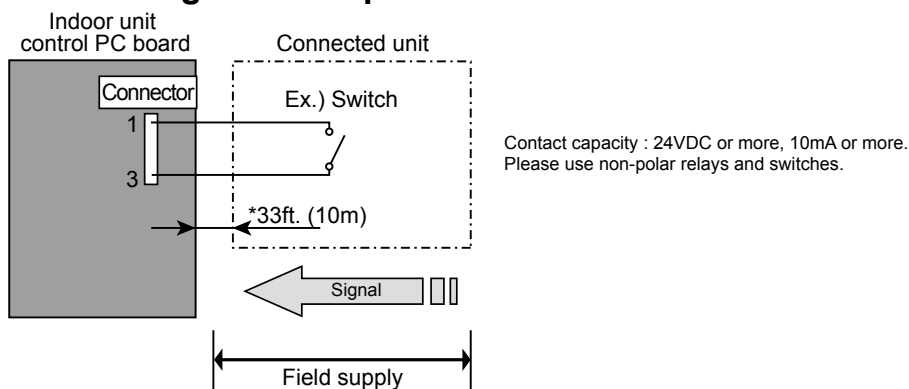 Indoor unit
control PC board
Connected unit
Connector
Ex.) Switch
1
3
*33ft. (10m)
Signal
Field supply
Contact capacity : 24VDC or more, 10mA or more.
Please use non-polar relays and switches.